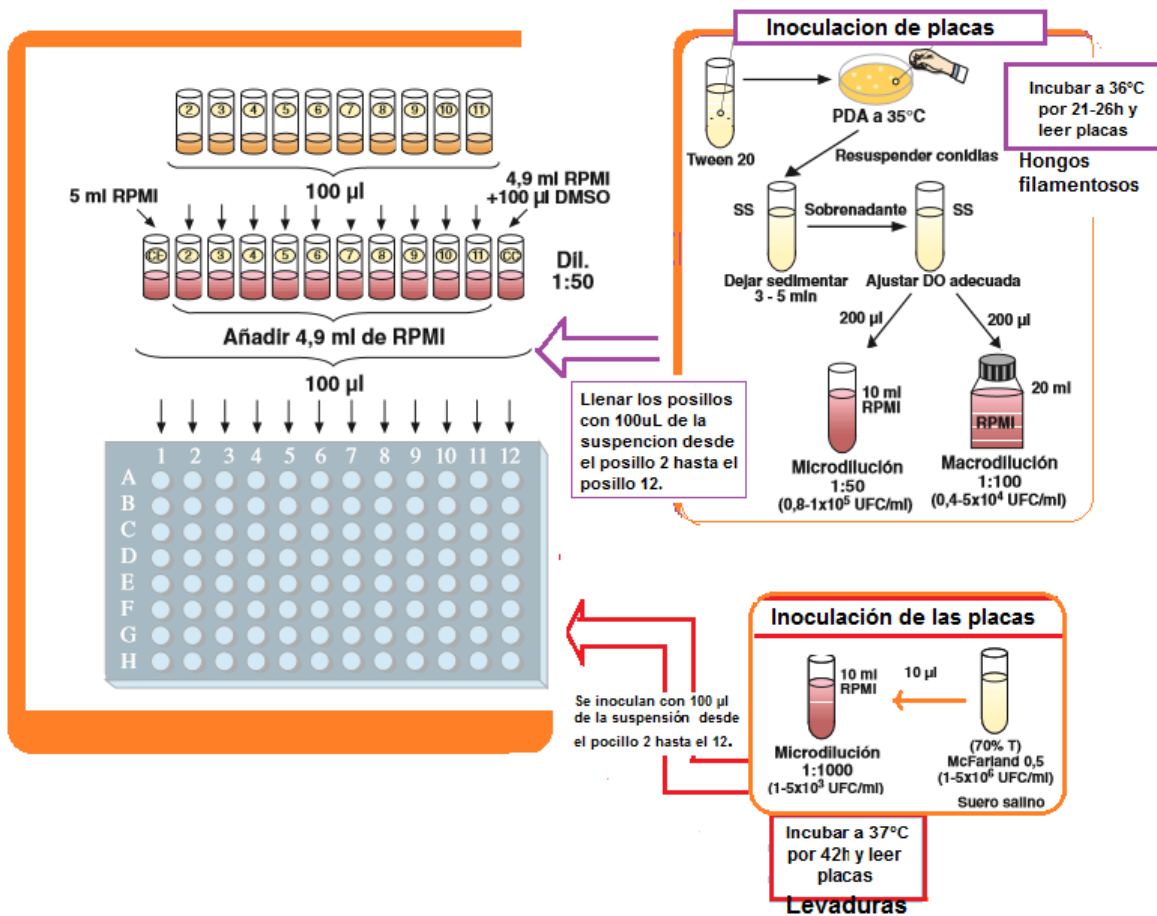 2 3 4 5 6 7 8 9 10 11
100 µl
5 ml RPMI
4,9 ml RPMI
+100 µl DMSO
CE 2 3 4 5 6 7 8 9 10 11 CC
Dil.
1:50
Añadir 4,9 ml de RPMI
100 µl
1 2 3 4 5 6 7 8 9 10 11 12
A
B
C
D
E
F
G
H
Inoculacion de placas
Tween 20
PDA a 35°C
Resuspender conidias
Incubar a 36°C
por 21-26h y
leer placas
Hongos
filamentosos
SS
Sobrenadante
SS
Dejar sedimentar
3 - 5 min
Ajustar DO adecuada
200 µl
200 µl
10 ml
RPMI
20 ml
RPMI
Microdilución
1:50
(0,8-1x10⁵ UFC/ml)
Macrodilución
1:100
(0,4-5x10⁴ UFC/ml)
Llenar los posillos
con 100uL de la
suspencion desde
el posillo 2 hasta el
posillo 12.
Inoculación de las placas
10 ml
RPMI
10 µl
Microdilución
1:1000
(1-5x10³ UFC/ml)
(70% T)
McFarland 0,5
(1-5x10⁶ UFC/ml)
Suero salino
Se inoculan con 100 µl
de la suspensión desde
el pocillo 2 hasta el 12.
Incubar a 37°C
por 42h y leer
placas
Levaduras